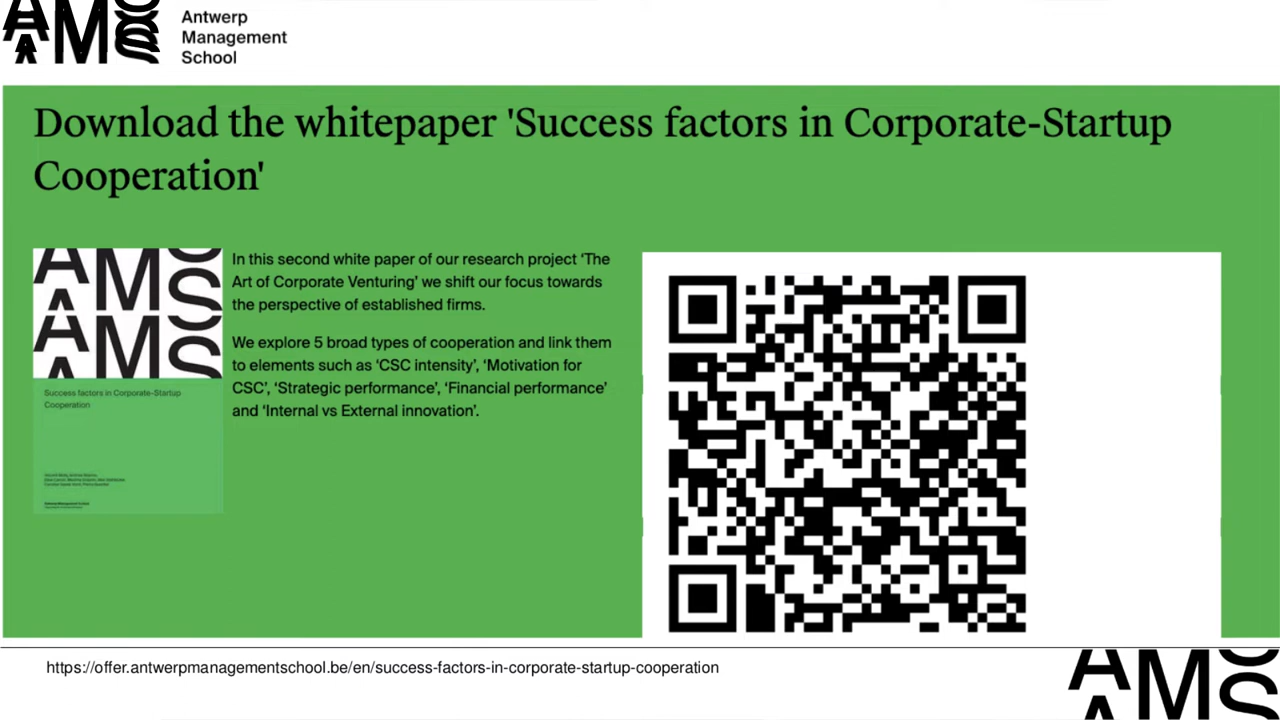 AMS
Antwerp
Management
School
Download the whitepaper 'Success factors in Corporate-Startup
Cooperation'
AMS
AMS
Success factors in Corporate-Startup
Cooperation
In this second white paper of our research project ‘The
Art of Corporate Venturing’ we shift our focus towards
the perspective of established firms.
We explore 5 broad types of cooperation and link them
to elements such as ‘CSC intensity’, ‘Motivation for
CSC’, ‘Strategic performance’, ‘Financial performance’
and ‘Internal vs External innovation’.
https://offer.antwerpmanagementschool.be/en/success-factors-in-corporate-startup-cooperation
AMS